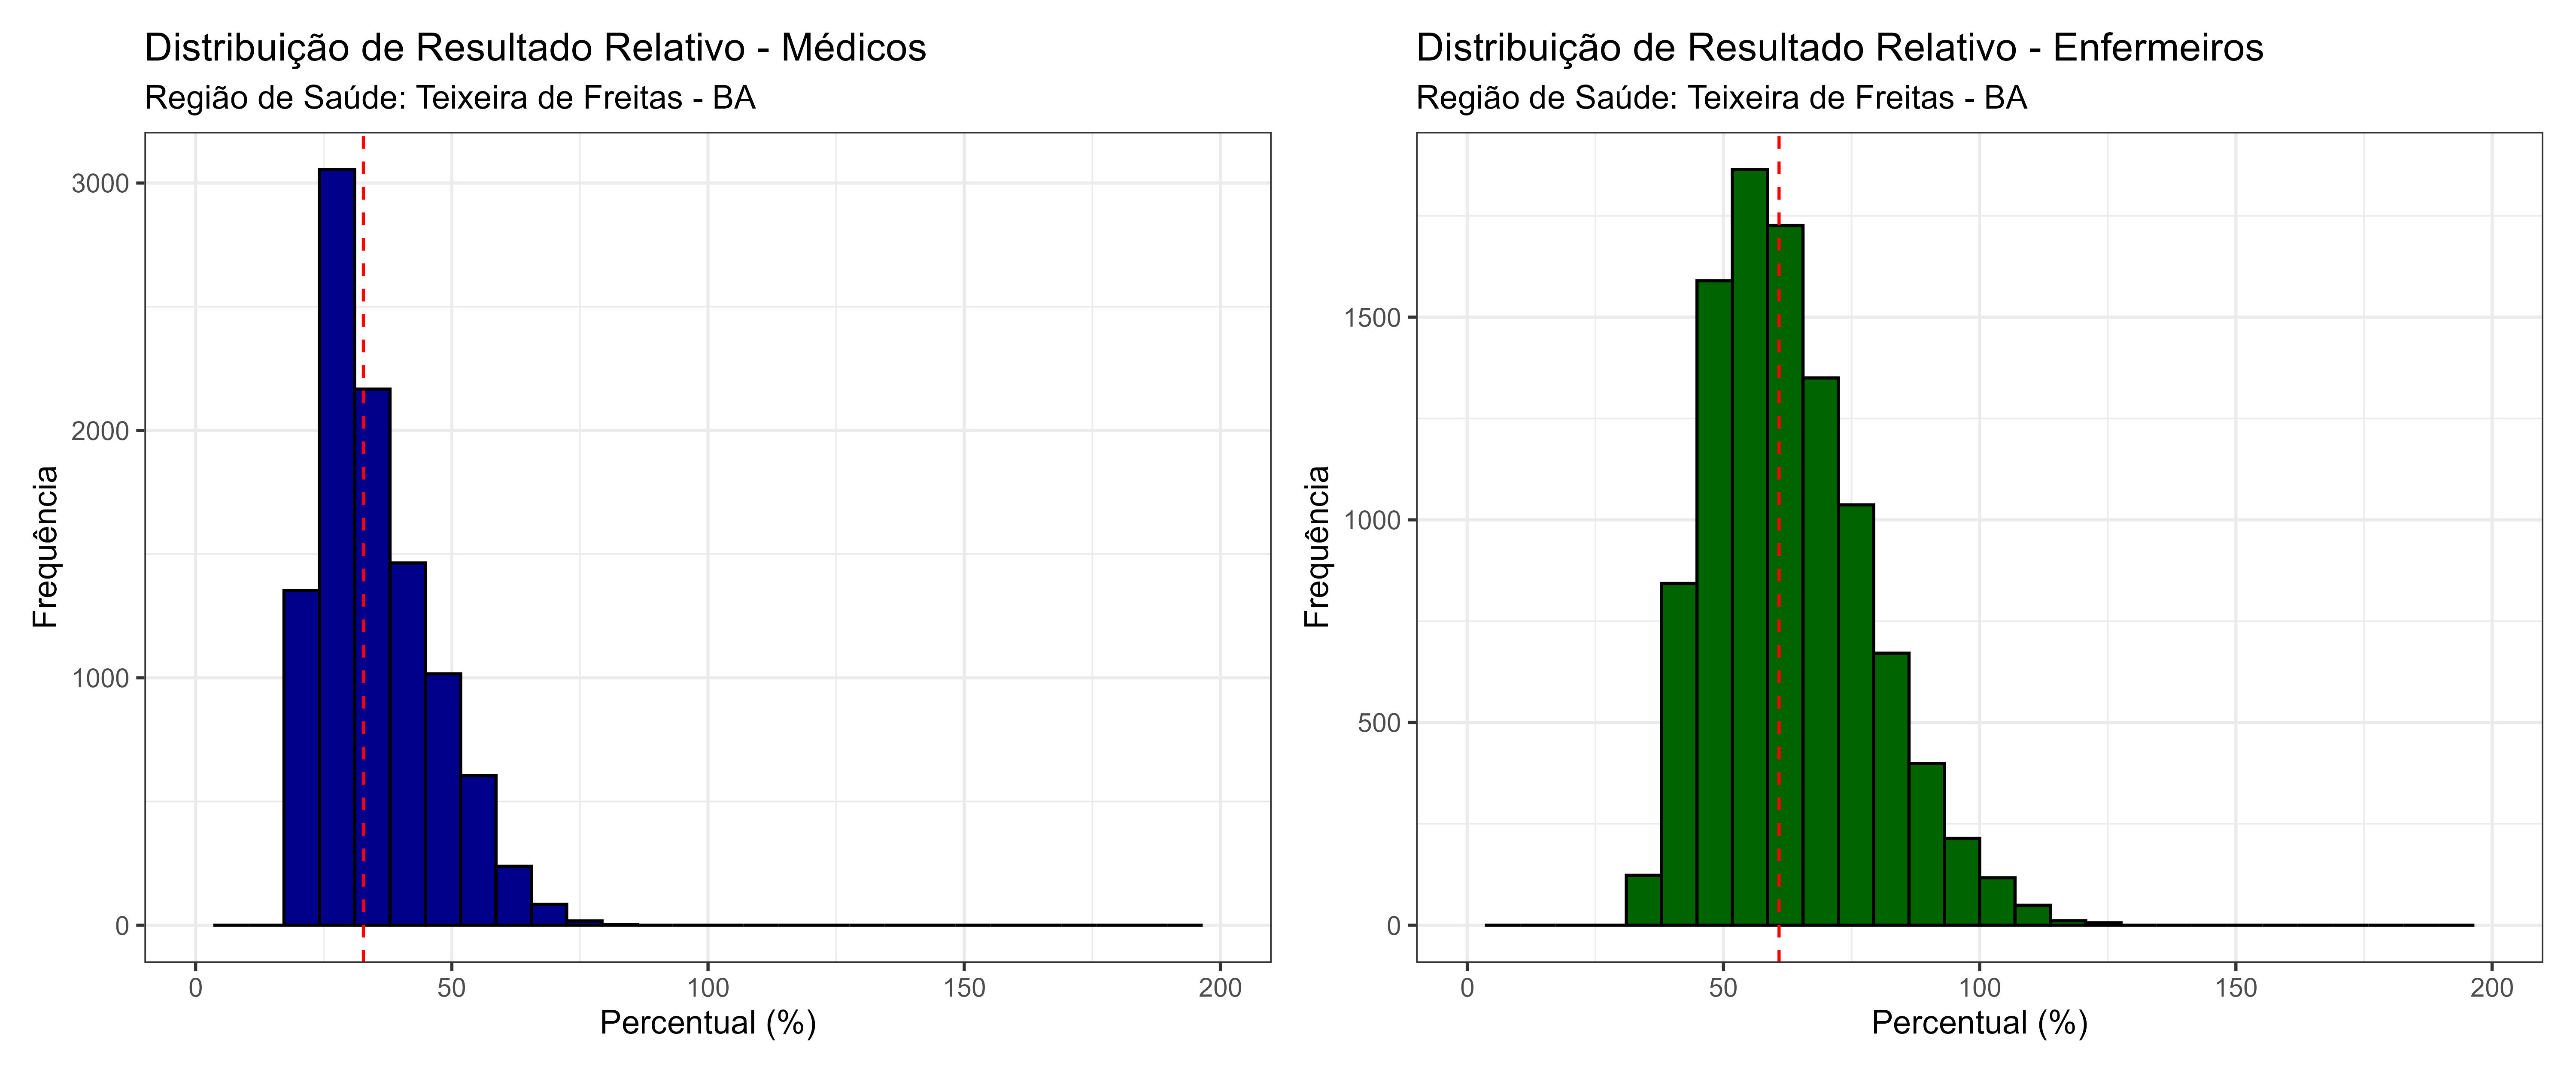 Distribuição de Resultado Relativo - Médicos
Região de Saúde: Teixeira de Freitas - BA
Frequência
3000
2000
1000
0
0 50 100 150 200
Percentual (%)
Distribuição de Resultado Relativo - Enfermeiros
Região de Saúde: Teixeira de Freitas - BA
Frequência
1500
1000
500
0
0 50 100 150 200
Percentual (%)